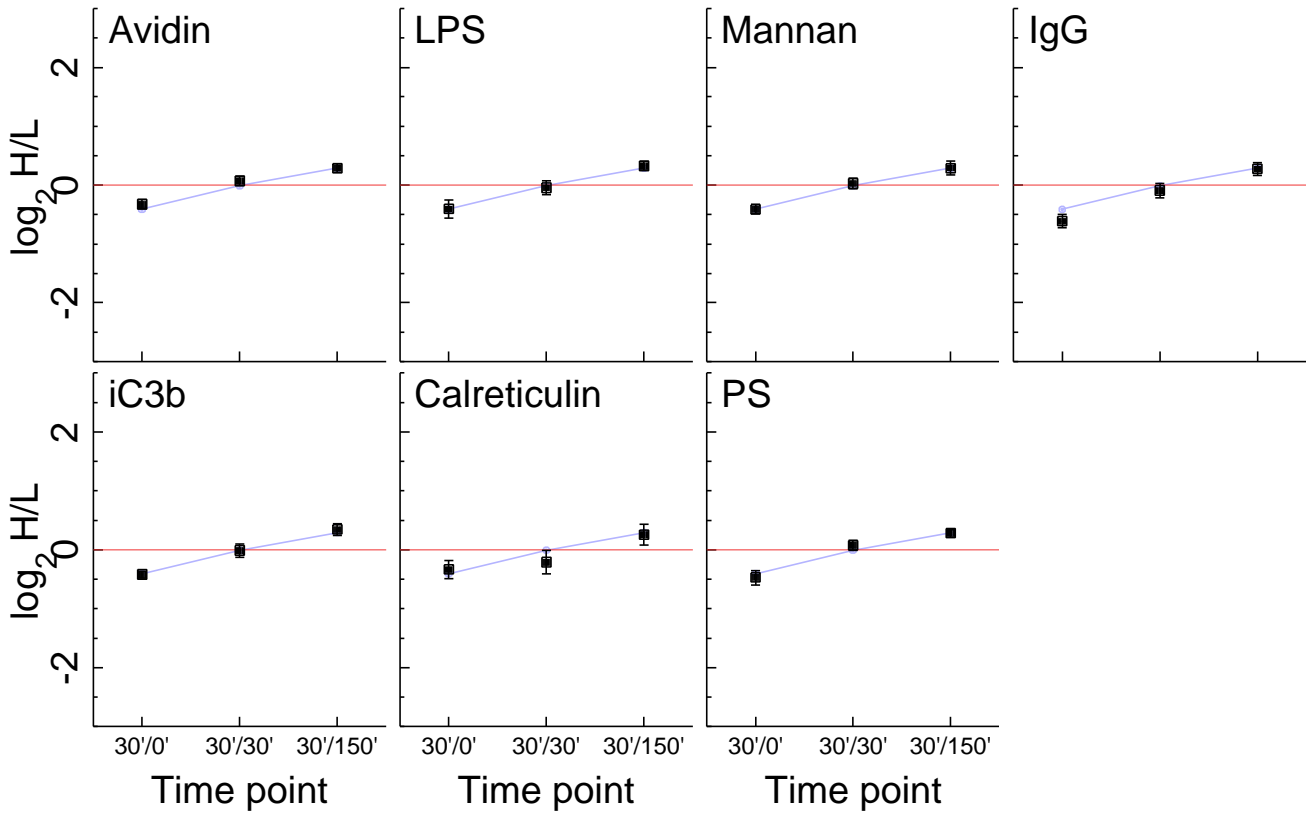 Avidin
LPS
Mannan
IgG
2
0
-2
log2 H/L
iC3b
Calreticulin
PS
2
0
-2
log2 H/L
30'/0' 30'/30' 30'/150'
30'/0' 30'/30' 30'/150'
30'/0' 30'/30' 30'/150'
Time point
Time point
Time point